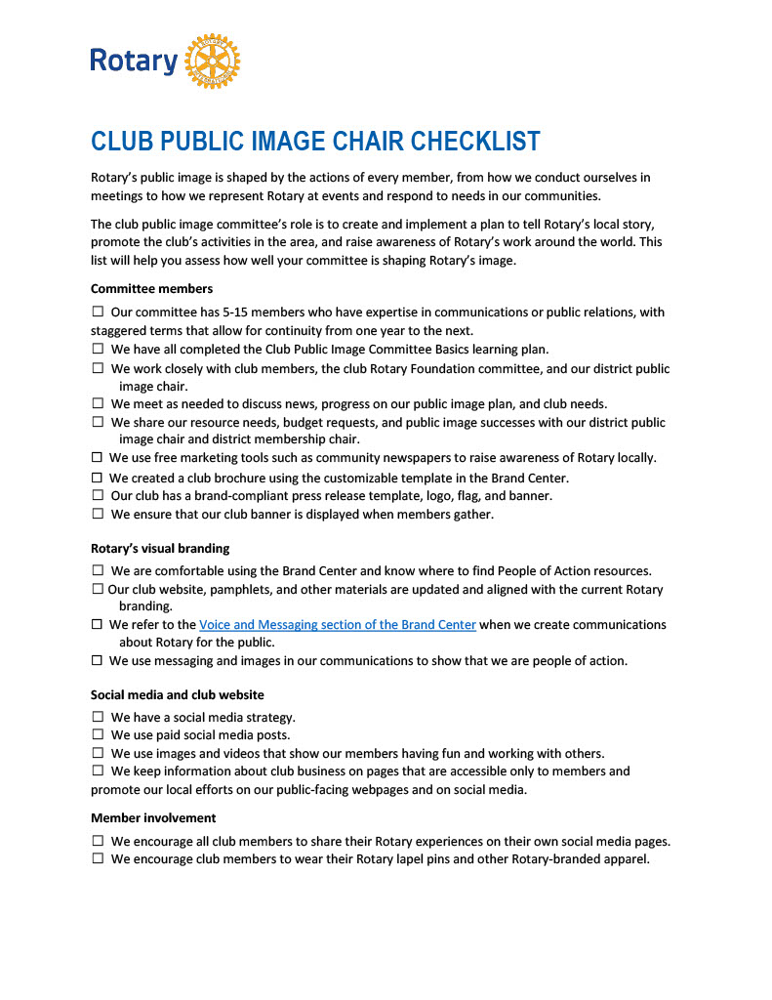 Rotary
ROTARY
INTERNATIONAL
CLUB PUBLIC IMAGE CHAIR CHECKLIST
Rotary’s public image is shaped by the actions of every member, from how we conduct ourselves in
meetings to how we represent Rotary at events and respond to needs in our communities.
The club public image committee’s role is to create and implement a plan to tell Rotary’s local story,
promote the club’s activities in the area, and raise awareness of Rotary’s work around the world. This
list will help you assess how well your committee is shaping Rotary’s image.
Committee members
☐ Our committee has 5-15 members who have expertise in communications or public relations, with
staggered terms that allow for continuity from one year to the next.
☐ We have all completed the Club Public Image Committee Basics learning plan.
☐ We work closely with club members, the club Rotary Foundation committee, and our district public
image chair.
☐ We meet as needed to discuss news, progress on our public image plan, and club needs.
☐ We share our resource needs, budget requests, and public image successes with our district public
image chair and district membership chair.
☐ We use free marketing tools such as community newspapers to raise awareness of Rotary locally.
☐ We created a club brochure using the customizable template in the Brand Center.
☐ Our club has a brand-compliant press release template, logo, flag, and banner.
☐ We ensure that our club banner is displayed when members gather.
Rotary’s visual branding
☐ We are comfortable using the Brand Center and know where to find People of Action resources.
☐ Our club website, pamphlets, and other materials are updated and aligned with the current Rotary
branding.
☐ We refer to the Voice and Messaging section of the Brand Center when we create communications
about Rotary for the public.
☐ We use messaging and images in our communications to show that we are people of action.
Social media and club website
☐ We have a social media strategy.
☐ We use paid social media posts.
☐ We use images and videos that show our members having fun and working with others.
☐ We keep information about club business on pages that are accessible only to members and
promote our local efforts on our public-facing webpages and on social media.
Member involvement
☐ We encourage all club members to share their Rotary experiences on their own social media pages.
☐ We encourage club members to wear their Rotary lapel pins and other Rotary-branded apparel.